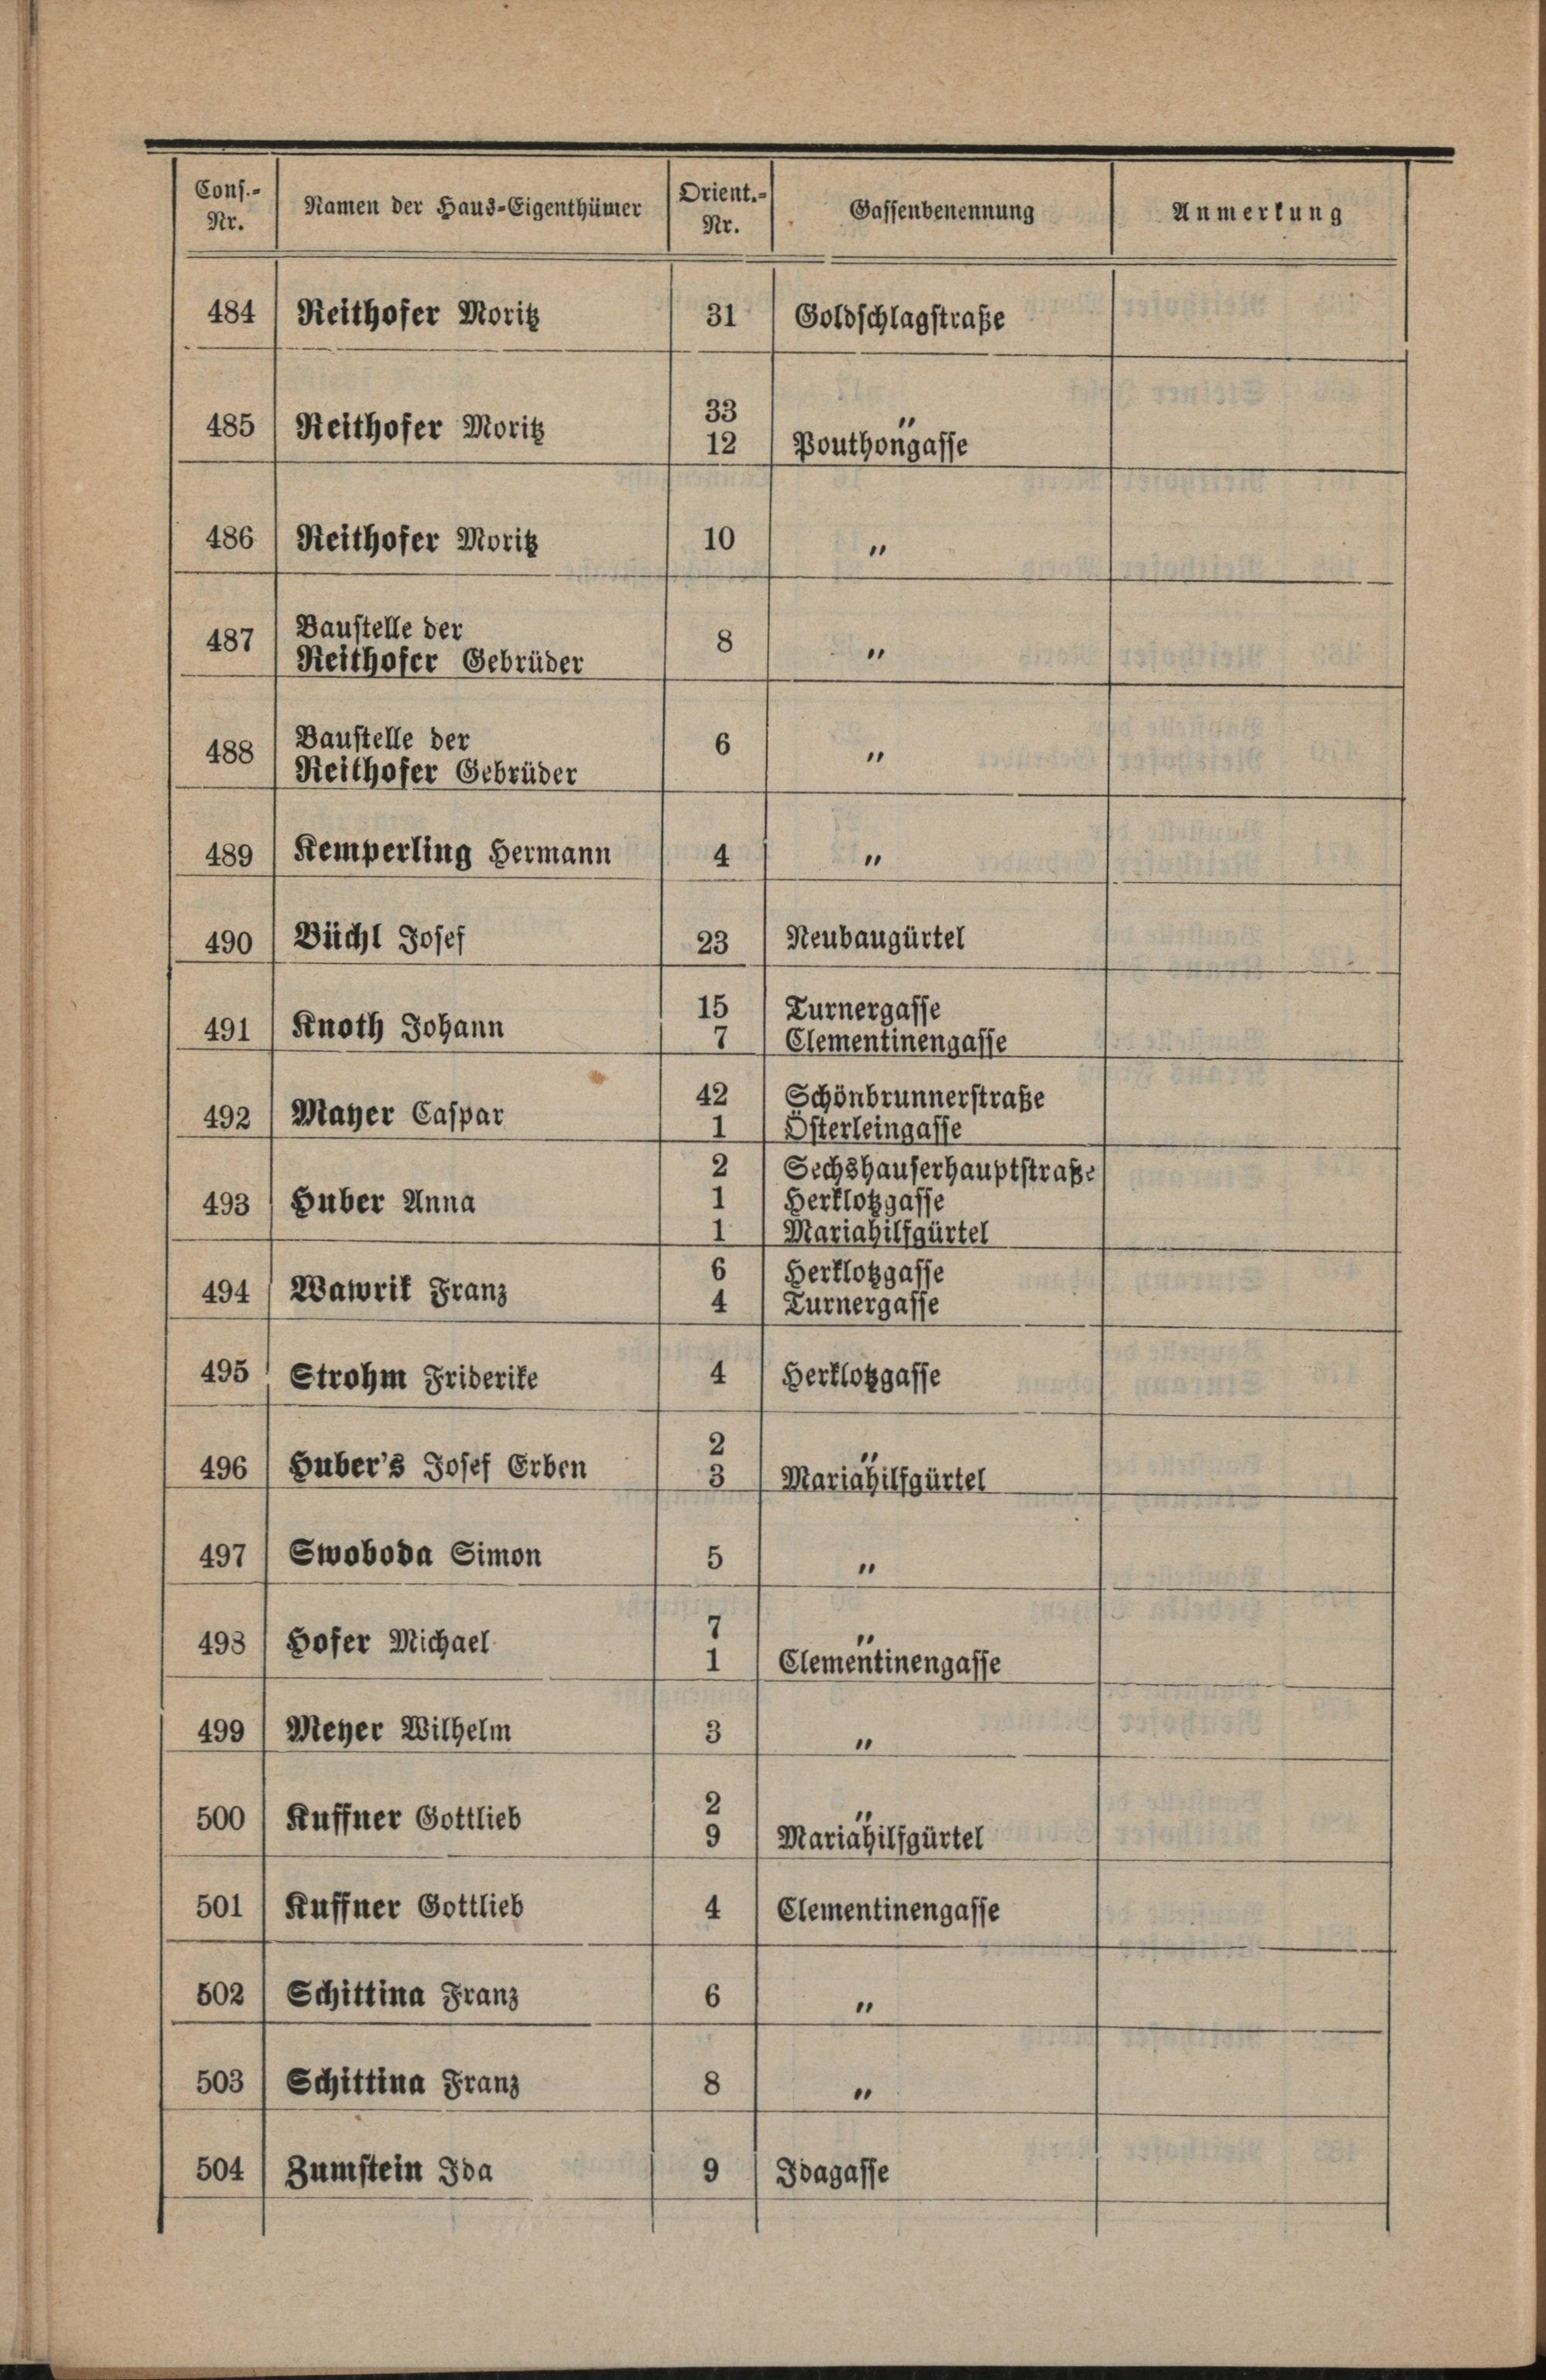 Cons.- Namen der Haus-Eigenthümer Orient.- Gassenbenennung Anmerkung
Nr. Nr.
484 Reithofer Moritz 31 Goldschlagstraße
485 Reithofer Moritz 33 "
12 Pouthongasse
486 Reithofer Moritz 10 "
487 Baustelle der 8 "
Reithofer Gebrüder
488 Baustelle der 6 "
Reithofer Gebrüder
489 Kemperling Hermann 4 "
490 Büchl Josef 23 Neubaugürtel
491 Knoth Johann 15 Turnergasse
7 Clementinengasse
492 Mayer Caspar 42 Schönbrunnerstraße
1 Österleingasse
493 Huber Anna 2 Sechshauserhauptstraße
1 Herklotzgasse
1 Mariahilfgürtel
494 Wawrik Franz 6 Herklotzgasse
4 Turnergasse
495 Strohm Friderike 4 Herklotzgasse
496 Huber's Josef Erben 2 "
3 Mariahilfgürtel
497 Swoboda Simon 5 "
498 Hofer Michael 7 "
1 Clementinengasse
499 Meyer Wilhelm 3 "
500 Kuffner Gottlieb 2 "
9 Mariahilfgürtel
501 Kuffner Gottlieb 4 Clementinengasse
502 Schittina Franz 6 "
503 Schittina Franz 8 "
504 Zumstein Ida 9 Idagasse